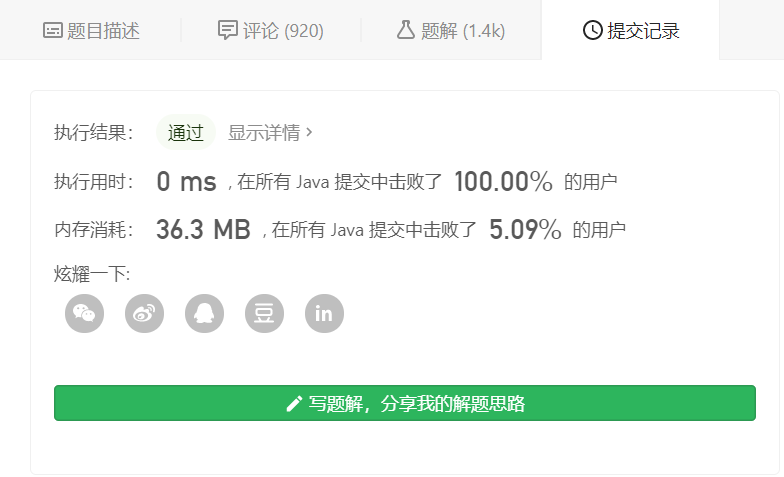 题目描述 评论 (920) 题解 (1.4k) 提交记录
执行结果： 通过 显示详情 >
执行用时： 0 ms , 在所有 Java 提交中击败了 100.00% 的用户
内存消耗： 36.3 MB , 在所有 Java 提交中击败了 5.09% 的用户
炫耀一下:
豆 in
写题解，分享我的解题思路